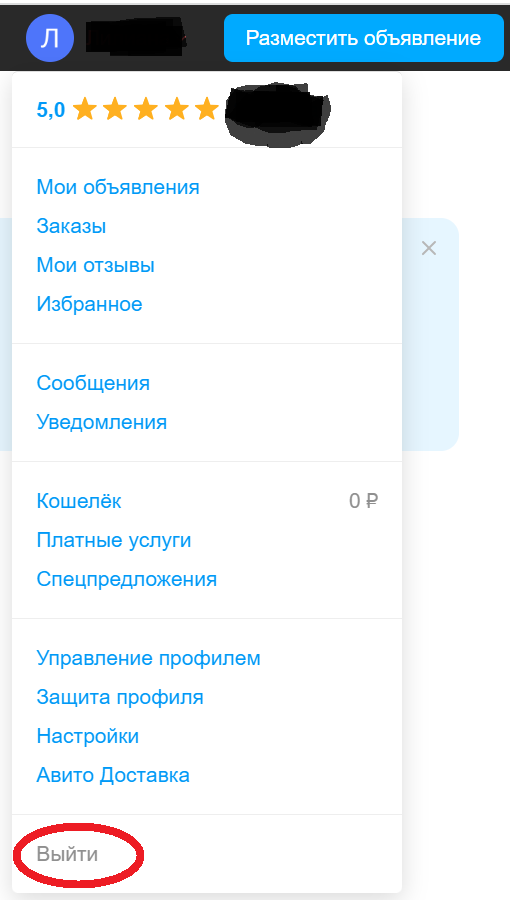 Л
Разместить объявление
5,0
Мои объявления
Заказы
Мои отзывы
Избранное
Сообщения
Уведомления
Кошелёк 0 ₽
Платные услуги
Спецпредложения
Управление профилем
Защита профиля
Настройки
Авито Доставка
Выйти